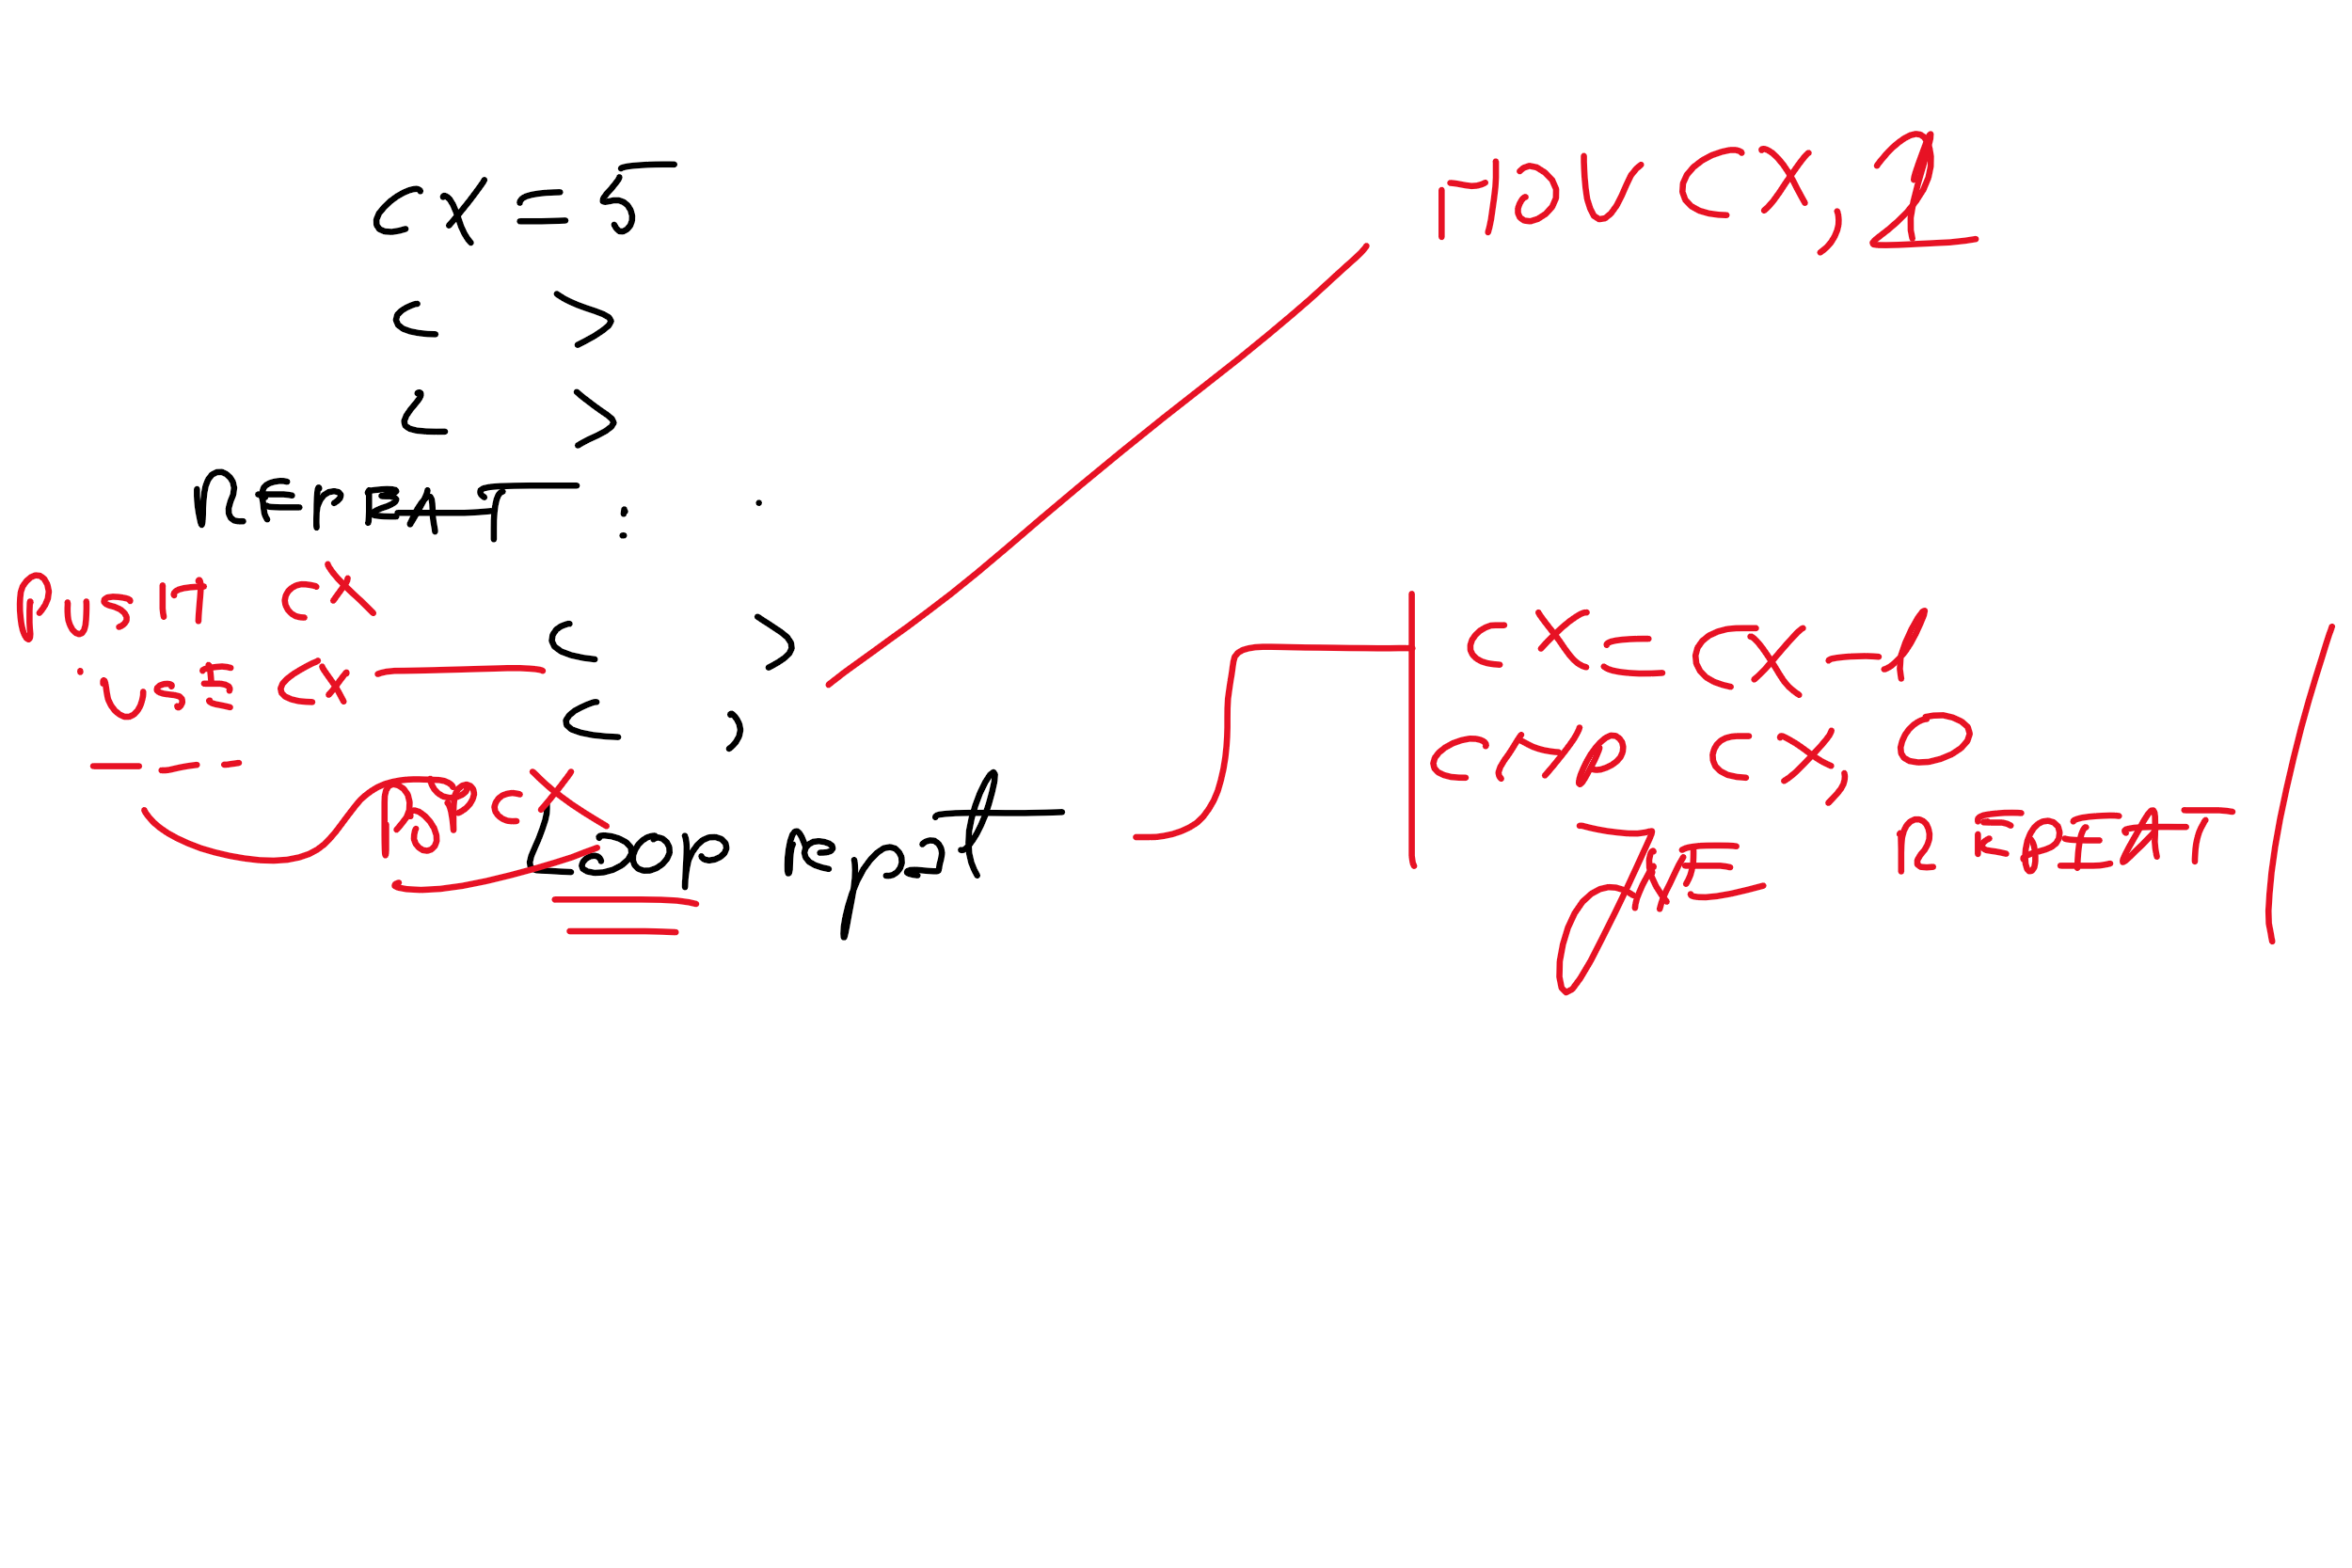 cx = 5
< >
< >
REPEAT :
PUSH cx
USE cx
< >
< >
POP cx
Loop Repeat
MOV CX, 2
CX = CX - 1
CMP CX, 0
JNE REPEAT